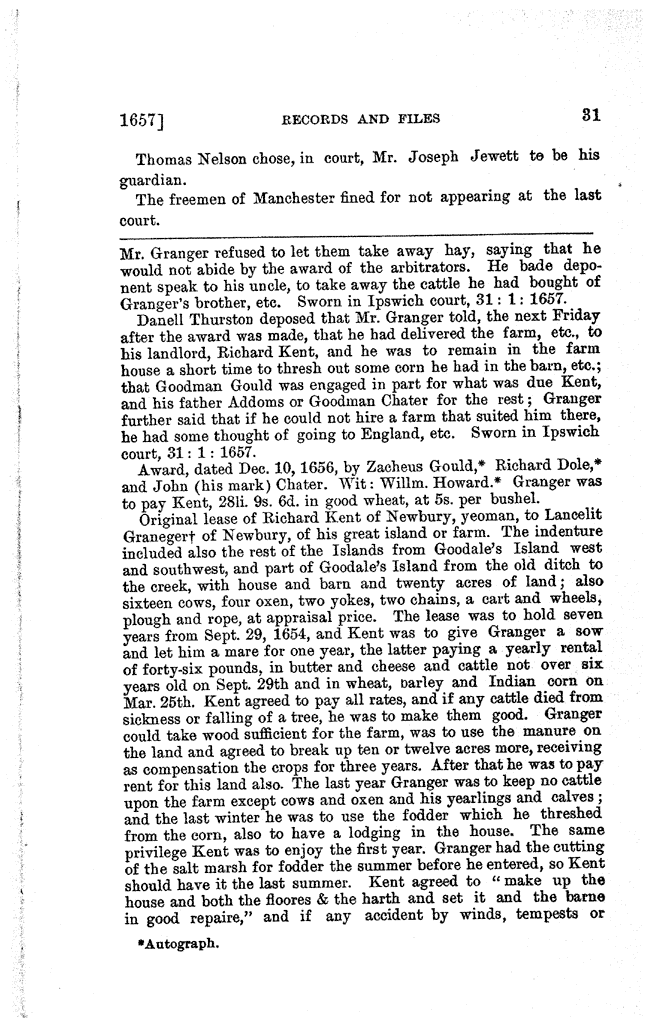 1657] RECORDS AND FILES 31
Thomas Nelson chose, in court, Mr. Joseph Jewett to be his
guardian.
The freemen of Manchester fined for not appearing at the last
court.
Mr. Granger refused to let them take away hay, saying that he
would not abide by the award of the arbitrators. He bade depo-
nent speak to his uncle, to take away the cattle he had bought of
Granger's brother, etc. Sworn in Ipswich court, 31 : 1 : 1657.
Danell Thurston deposed that Mr. Granger told, the next Friday
after the award was made, that he had delivered the farm, etc., to
his landlord, Richard Kent, and he was to remain in the farm
house a short time to thresh out some corn he had in the barn, etc.;
that Goodman Gould was engaged in part for what was due Kent,
and his father Addoms or Goodman Chater for the rest; Granger
further said that if he could not hire a farm that suited him there,
he had some thought of going to England, etc. Sworn in Ipswich
court, 31 : 1 : 1657.
Award, dated Dec. 10, 1656, by Zacheus Gould,* Richard Dole,*
and John (his mark) Chater. Wit: Willm. Howard.* Granger was
to pay Kent, 28li. 9s. 6d. in good wheat, at 5s. per bushel.
Original lease of Richard Kent of Newbury, yeoman, to Lancelit
Graneger† of Newbury, of his great island or farm. The indenture
included also the rest of the Islands from Goodale's Island west
and southwest, and part of Goodale's Island from the old ditch to
the creek, with house and barn and twenty acres of land; also
sixteen cows, four oxen, two yokes, two chains, a cart and wheels,
plough and rope, at appraisal price. The lease was to hold seven
years from Sept. 29, 1654, and Kent was to give Granger a sow
and let him a mare for one year, the latter paying a yearly rental
of forty-six pounds, in butter and cheese and cattle not over six
years old on Sept. 29th and in wheat, barley and Indian corn on
Mar. 25th. Kent agreed to pay all rates, and if any cattle died from
sickness or falling of a tree, he was to make them good. Granger
could take wood sufficient for the farm, was to use the manure on
the land and agreed to break up ten or twelve acres more, receiving
as compensation the crops for three years. After that he was to pay
rent for this land also. The last year Granger was to keep no cattle
upon the farm except cows and oxen and his yearlings and calves;
and the last winter he was to use the fodder which he threshed
from the corn, also to have a lodging in the house. The same
privilege Kent was to enjoy the first year. Granger had the cutting
of the salt marsh for fodder the summer before he entered, so Kent
should have it the last summer. Kent agreed to "make up the
house and both the floores & the harth and set it and the barne
in good repaire," and if any accident by winds, tempests or
*Autograph.